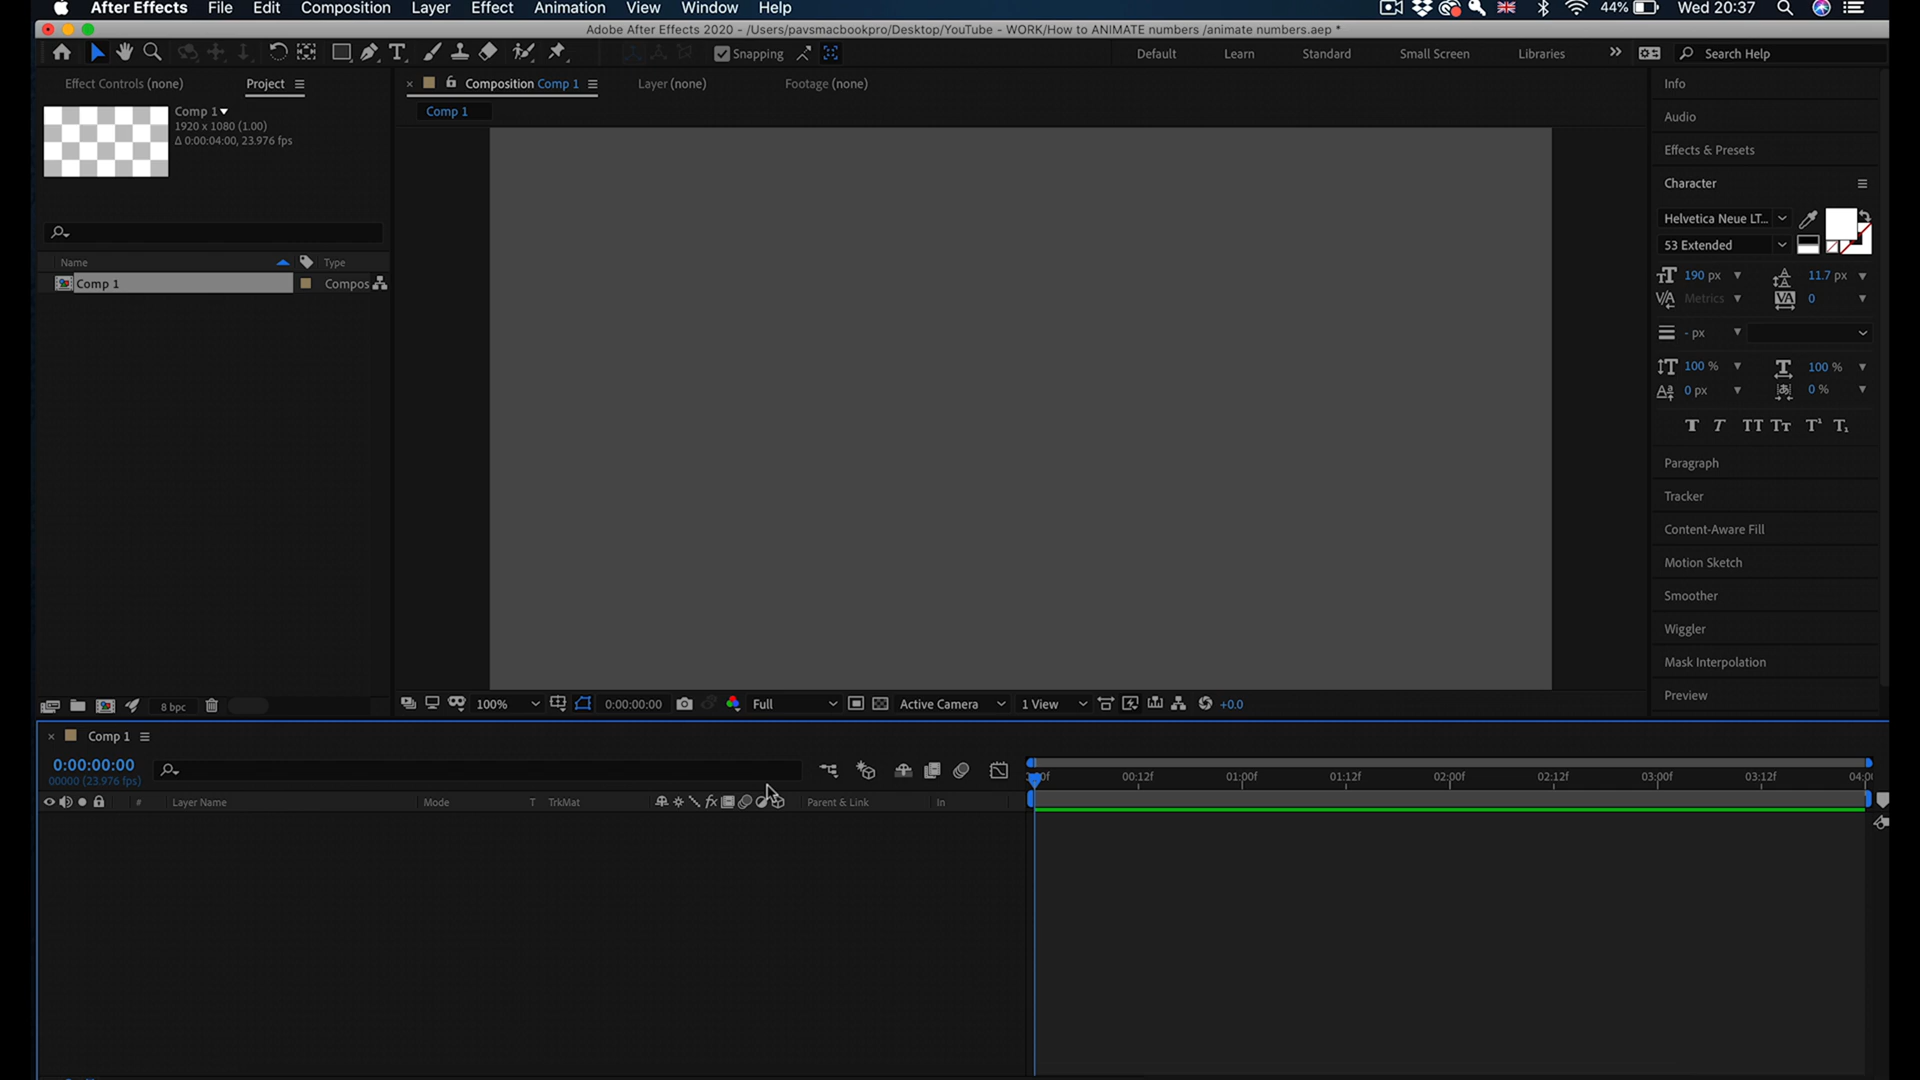 After Effects File Edit Composition Layer Effect Animation View Window Help 44% Wed 20:37
Adobe After Effects 2020 - /Users/pavsmacbookpro/Desktop/YouTube - WORK/How to ANIMATE numbers /animate numbers.aep *
Snapping Default Learn Standard Small Screen Libraries Search Help
Effect Controls (none) Project Composition Comp 1 Layer (none) Footage (none) Info
Comp 1
1920 x 1080 (1.00)
Δ 0:00:04:00, 23.976 fps
Comp 1
Audio
Effects & Presets
Character
Helvetica Neue LT...
53 Extended
190 px 11.7 px
Metrics 0
- px
100 % 100 %
0 px 0 %
T T TT Tт T¹ T₁
Name Type
Comp 1 Compos
Paragraph
Tracker
Content-Aware Fill
Motion Sketch
Smoother
Wiggler
Mask Interpolation
Preview
8 bpc 100% 0:00:00:00 Full Active Camera 1 View +0.0
Comp 1
0:00:00:00
00000 (23.976 fps)
00:12f 01:00f 01:12f 02:00f 02:12f 03:00f 03:12f
# Layer Name Mode T TrkMat fx Parent & Link In